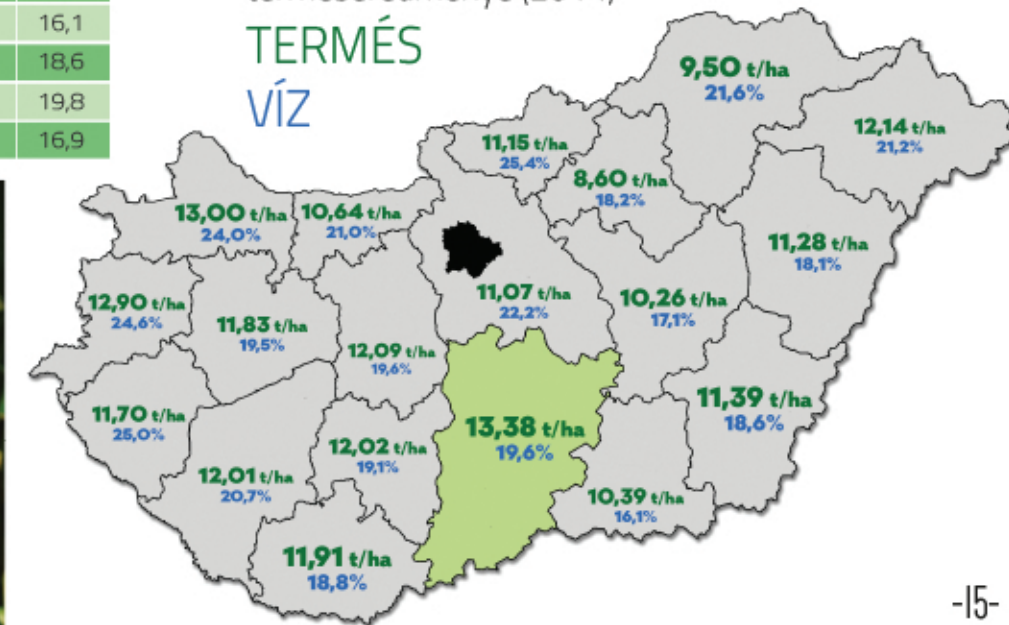 16,1
18,6
19,8
16,9
TERMÉS
VÍZ
9,50 t/ha
21,6%
12,14 t/ha
21,2%
11,15 t/ha
25,4%
8,60 t/ha
18,2%
13,00 t/ha
24,0%
10,64 t/ha
21,0%
11,28 t/ha
18,1%
12,90 t/ha
24,6%
11,83 t/ha
19,5%
11,07 t/ha
22,2%
10,26 t/ha
17,1%
12,09 t/ha
19,6%
11,70 t/ha
25,0%
11,39 t/ha
18,6%
13,38 t/ha
19,6%
12,02 t/ha
19,1%
12,01 t/ha
20,7%
10,39 t/ha
16,1%
11,91 t/ha
18,8%
-15-